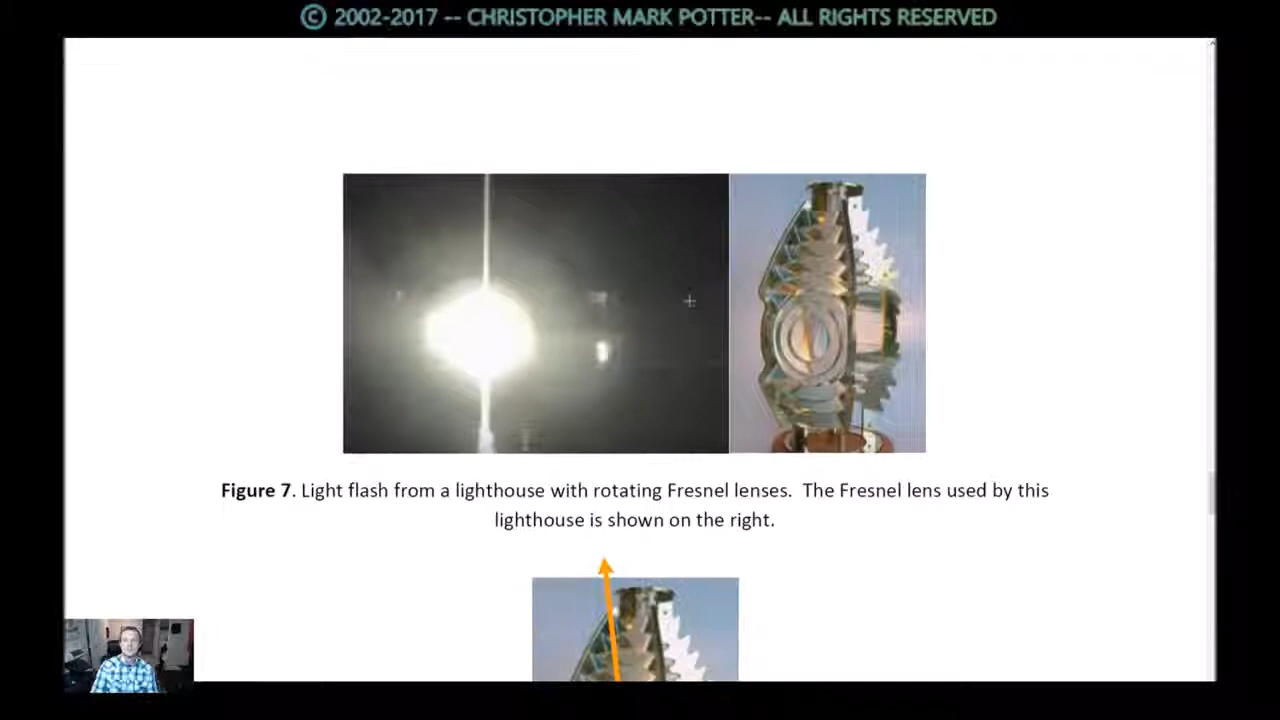 © 2002-2017 -- CHRISTOPHER MARK POTTER-- ALL RIGHTS RESERVED
Figure 7. Light flash from a lighthouse with rotating Fresnel lenses. The Fresnel lens used by this
lighthouse is shown on the right.